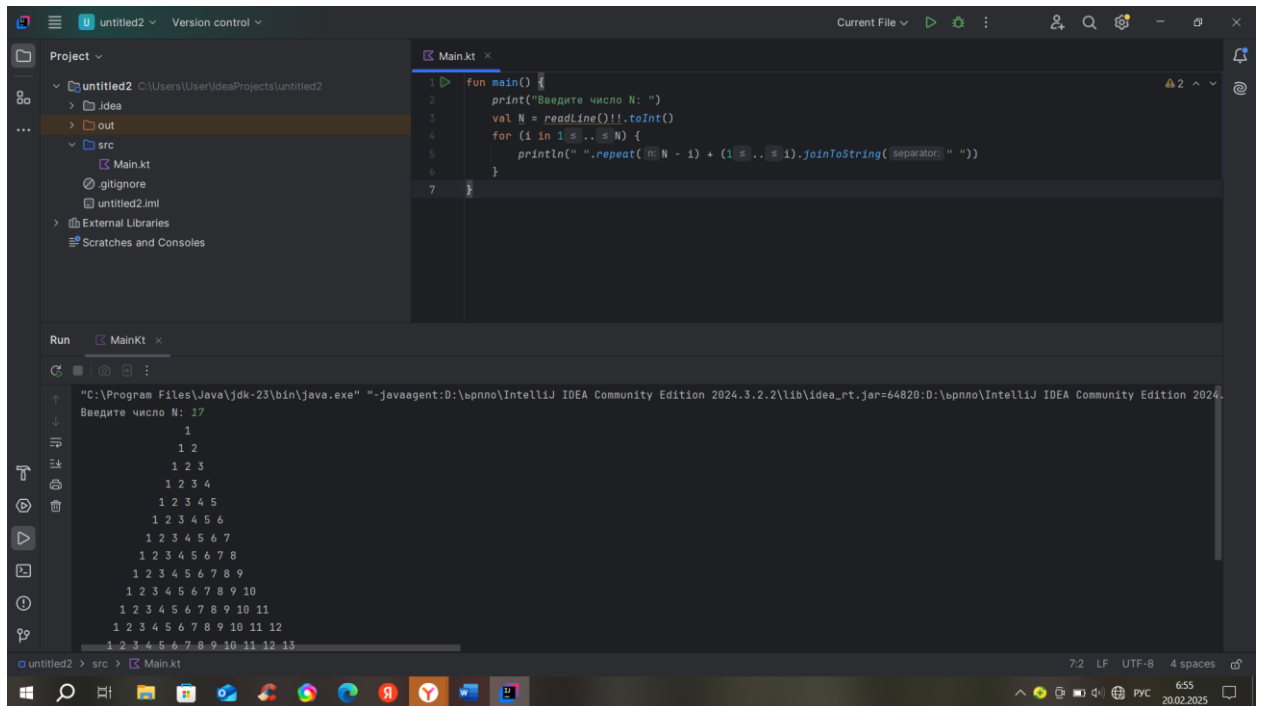 untitled2 Version control Current File
Project
Main.kt
untitled2 C:\Users\User\IdeaProjects\untitled2
.idea
out
src
Main.kt
.gitignore
untitled2.iml
External Libraries
Scratches and Consoles
1 fun main() {
2 print("Введите число N: ")
3 val N = readLine()!!.toInt()
4 for (i in 1 ≤ .. ≤ N) {
5 println(" ".repeat( n: N - i) + (1 ≤ .. ≤ i).joinToString( separator: " "))
6 }
7 }
2
Run MainKt
"C:\Program Files\Java\jdk-23\bin\java.exe" "-javaagent:D:\ьрпло\IntelliJ IDEA Community Edition 2024.3.2.2\lib\idea_rt.jar=64820:D:\ьрпло\IntelliJ IDEA Community Edition 2024.
Введите число N: 17
1
1 2
1 2 3
1 2 3 4
1 2 3 4 5
1 2 3 4 5 6
1 2 3 4 5 6 7
1 2 3 4 5 6 7 8
1 2 3 4 5 6 7 8 9
1 2 3 4 5 6 7 8 9 10
1 2 3 4 5 6 7 8 9 10 11
1 2 3 4 5 6 7 8 9 10 11 12
1 2 3 4 5 6 7 8 9 10 11 12 13
untitled2 > src > Main.kt 7:2 LF UTF-8 4 spaces
РУС 6:55
20.02.2025